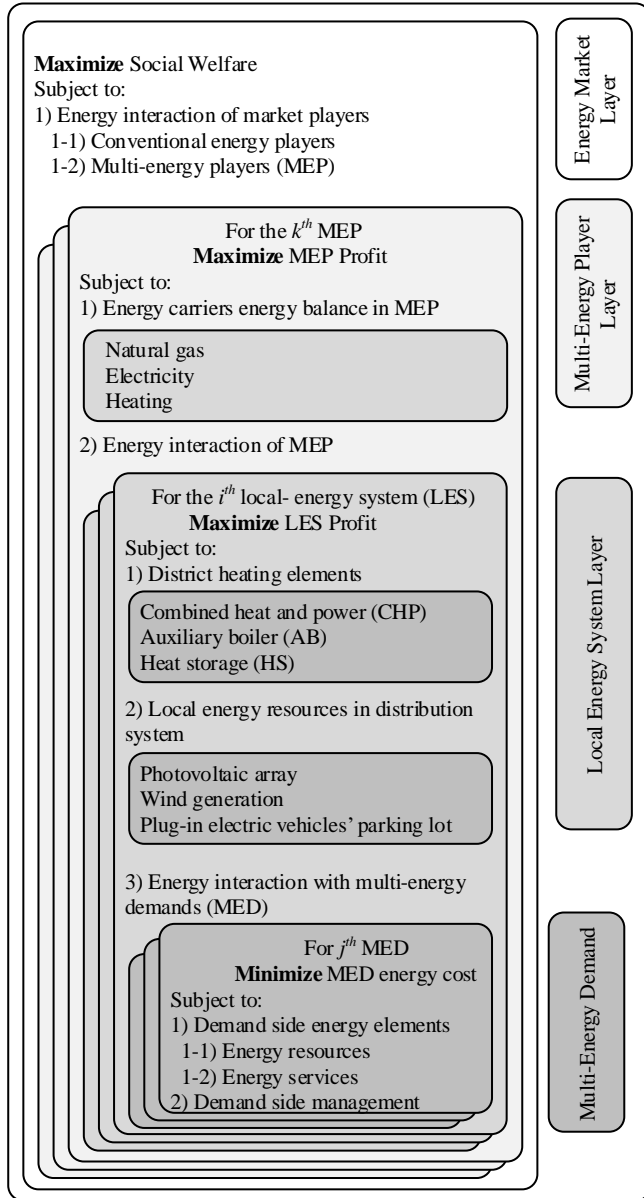 Maximize Social Welfare
Subject to:
1) Energy interaction of market players
1-1) Conventional energy players
1-2) Multi-energy players (MEP)
For the kth MEP
Maximize MEP Profit
Subject to:
1) Energy carriers energy balance in MEP
Natural gas
Electricity
Heating
2) Energy interaction of MEP
For the ith local- energy system (LES)
Maximize LES Profit
Subject to:
1) District heating elements
Combined heat and power (CHP)
Auxiliary boiler (AB)
Heat storage (HS)
2) Local energy resources in distribution
system
Photovoltaic array
Wind generation
Plug-in electric vehicles’ parking lot
3) Energy interaction with multi-energy
demands (MED)
For jth MED
Minimize MED energy cost
Subject to:
1) Demand side energy elements
1-1) Energy resources
1-2) Energy services
2) Demand side management
Energy Market
Layer
Multi-Energy Player
Layer
Local Energy System Layer
Multi-Energy Demand